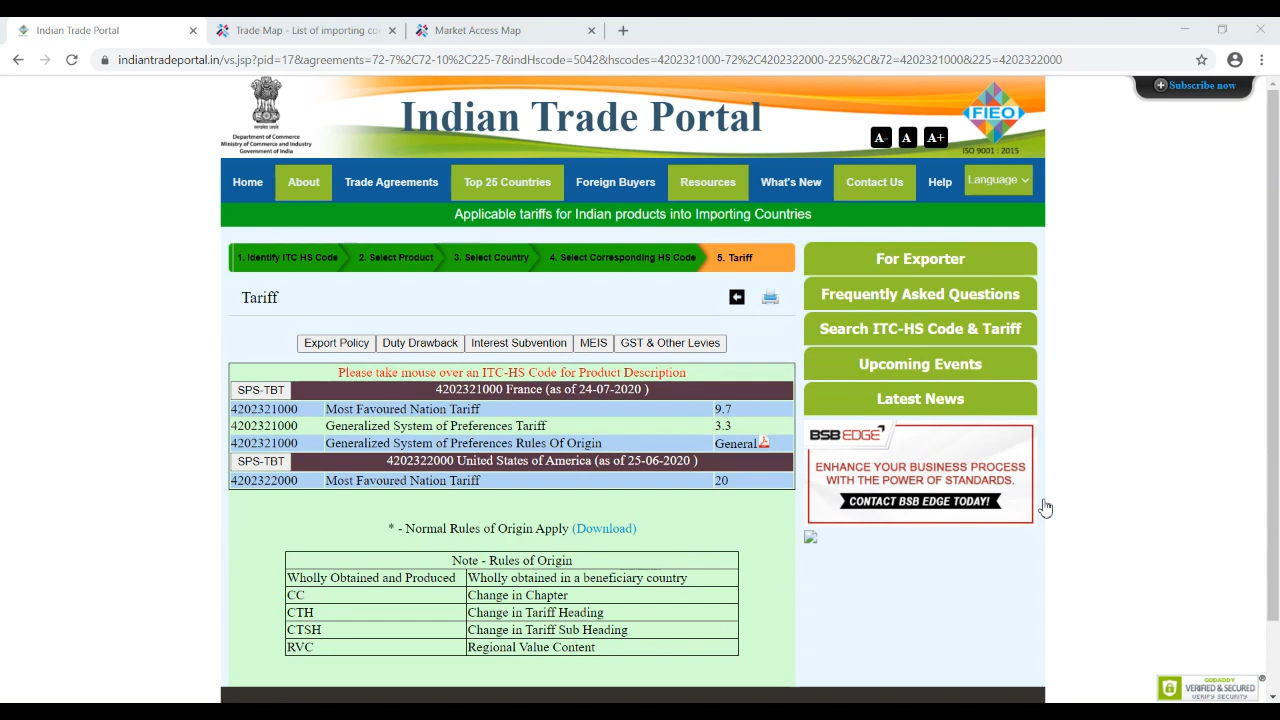 Indian Trade Portal
Trade Map - List of importing co
Market Access Map
indiantradeportal.in/vs.jsp?pid=17&agreements=72-7%2C72-10%2C225-7&indHscode=5042&hscodes=4202321000-72%2C4202322000-225%2C&72=4202321000&225=4202322000
Subscribe now
Department of Commerce
Ministry of Commerce and Industry
Government of India
Indian Trade Portal
FIEO
ISO 9001 : 2015
A- A A+
Home About Trade Agreements Top 25 Countries Foreign Buyers Resources What's New Contact Us Help Language
Applicable tariffs for Indian products into Importing Countries
1. Identify ITC HS Code 2. Select Product 3. Select Country 4. Select Corresponding HS Code 5. Tariff
Tariff
Export Policy Duty Drawback Interest Subvention MEIS GST & Other Levies
Please take mouse over an ITC-HS Code for Product Description
SPS-TBT 4202321000 France (as of 24-07-2020 )
4202321000 Most Favoured Nation Tariff 9.7
4202321000 Generalized System of Preferences Tariff 3.3
4202321000 Generalized System of Preferences Rules Of Origin General
SPS-TBT 4202322000 United States of America (as of 25-06-2020 )
4202322000 Most Favoured Nation Tariff 20
* - Normal Rules of Origin Apply (Download)
Note - Rules of Origin
Wholly Obtained and Produced Wholly obtained in a beneficiary country
CC Change in Chapter
CTH Change in Tariff Heading
CTSH Change in Tariff Sub Heading
RVC Regional Value Content
For Exporter
Frequently Asked Questions
Search ITC-HS Code & Tariff
Upcoming Events
Latest News
BSB EDGE
ENHANCE YOUR BUSINESS PROCESS
WITH THE POWER OF STANDARDS.
CONTACT BSB EDGE TODAY!
GODADDY
VERIFIED & SECURED
VERIFY SECURITY